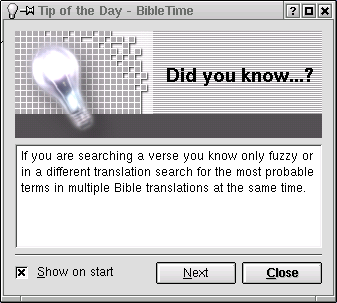 Tip of the Day - BibleTime
Did you know...?
If you are searching a verse you know only fuzzy or
in a different translation search for the most probable
terms in multiple Bible translations at the same time.
Show on start
Next
Close